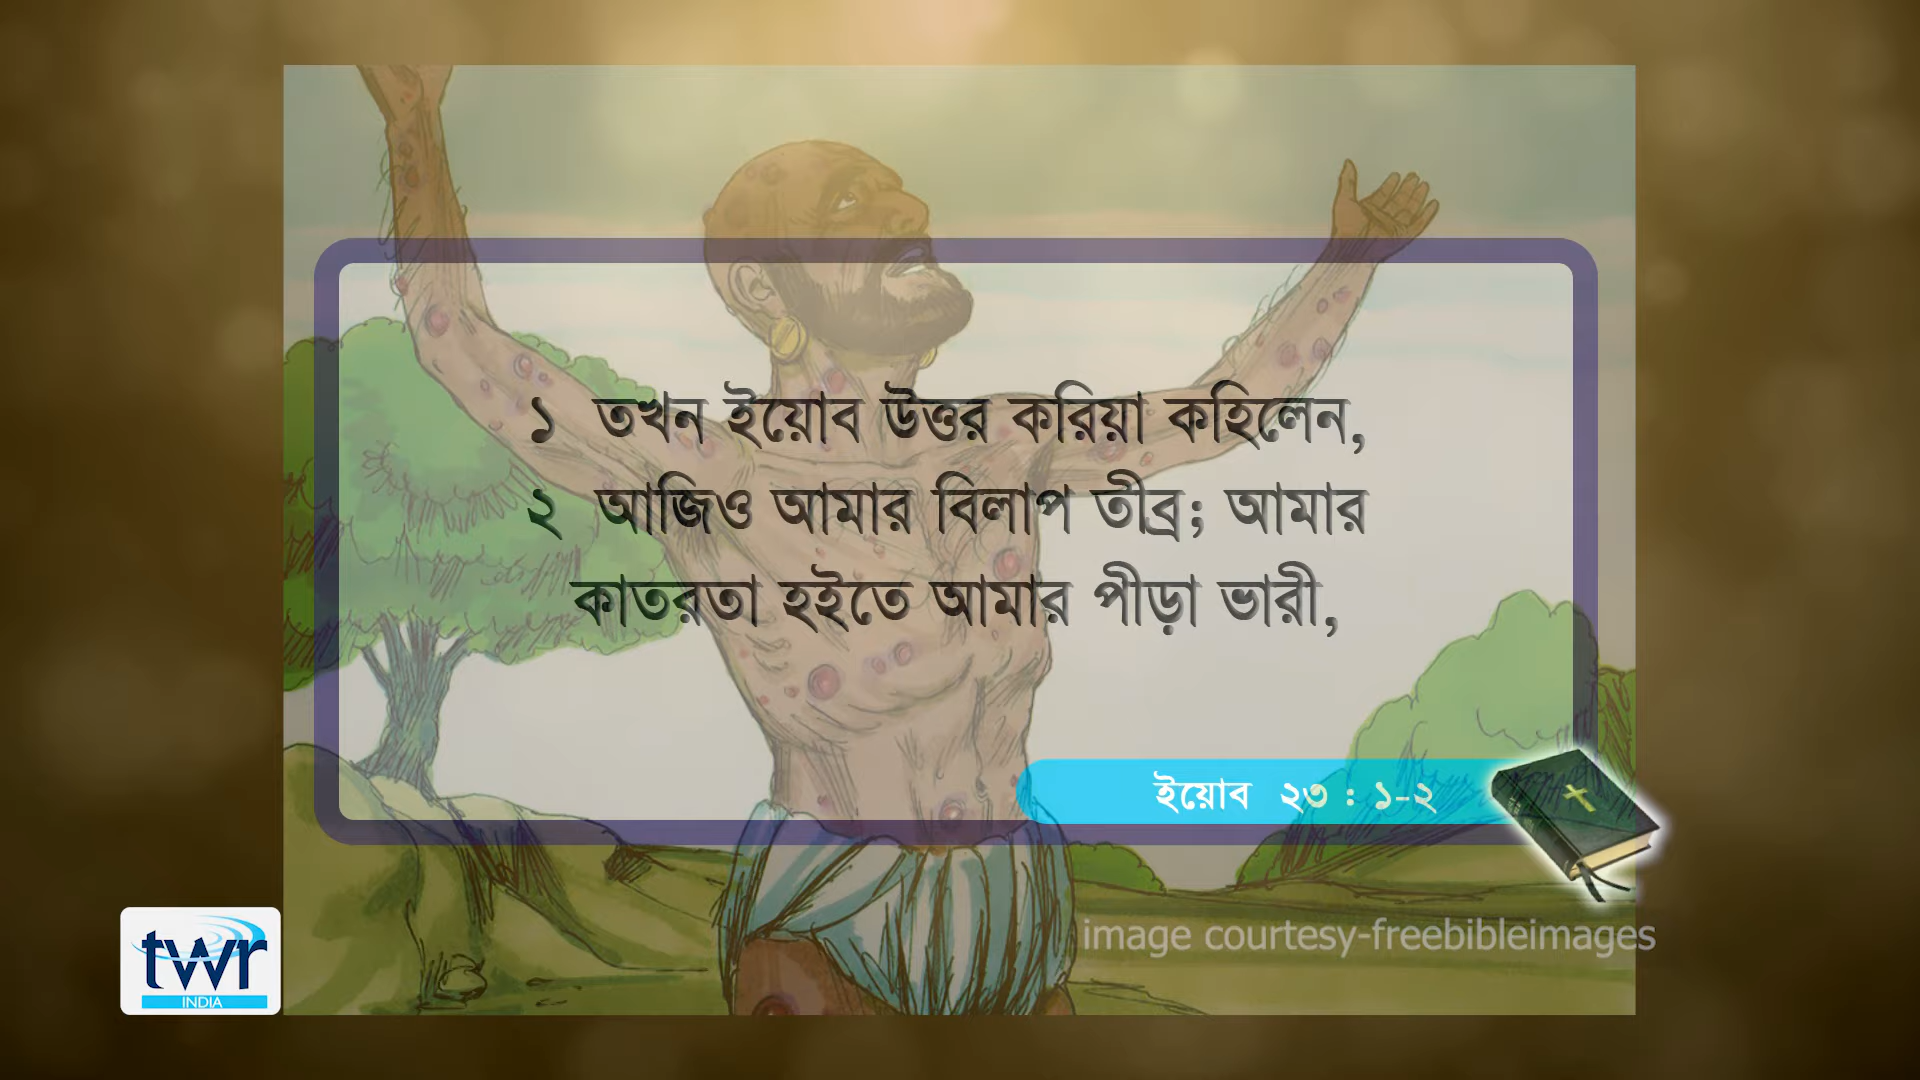 ১ তখন ইয়োব উত্তর করিয়া কহিলেন,
২ আজিও আমার বিলাপ তীব্র; আমার
কাতরতা হইতে আমার পীড়া ভারী,
ইয়োব ২৩ : ১-২
image courtesy-freebibleimages
twr
INDIA